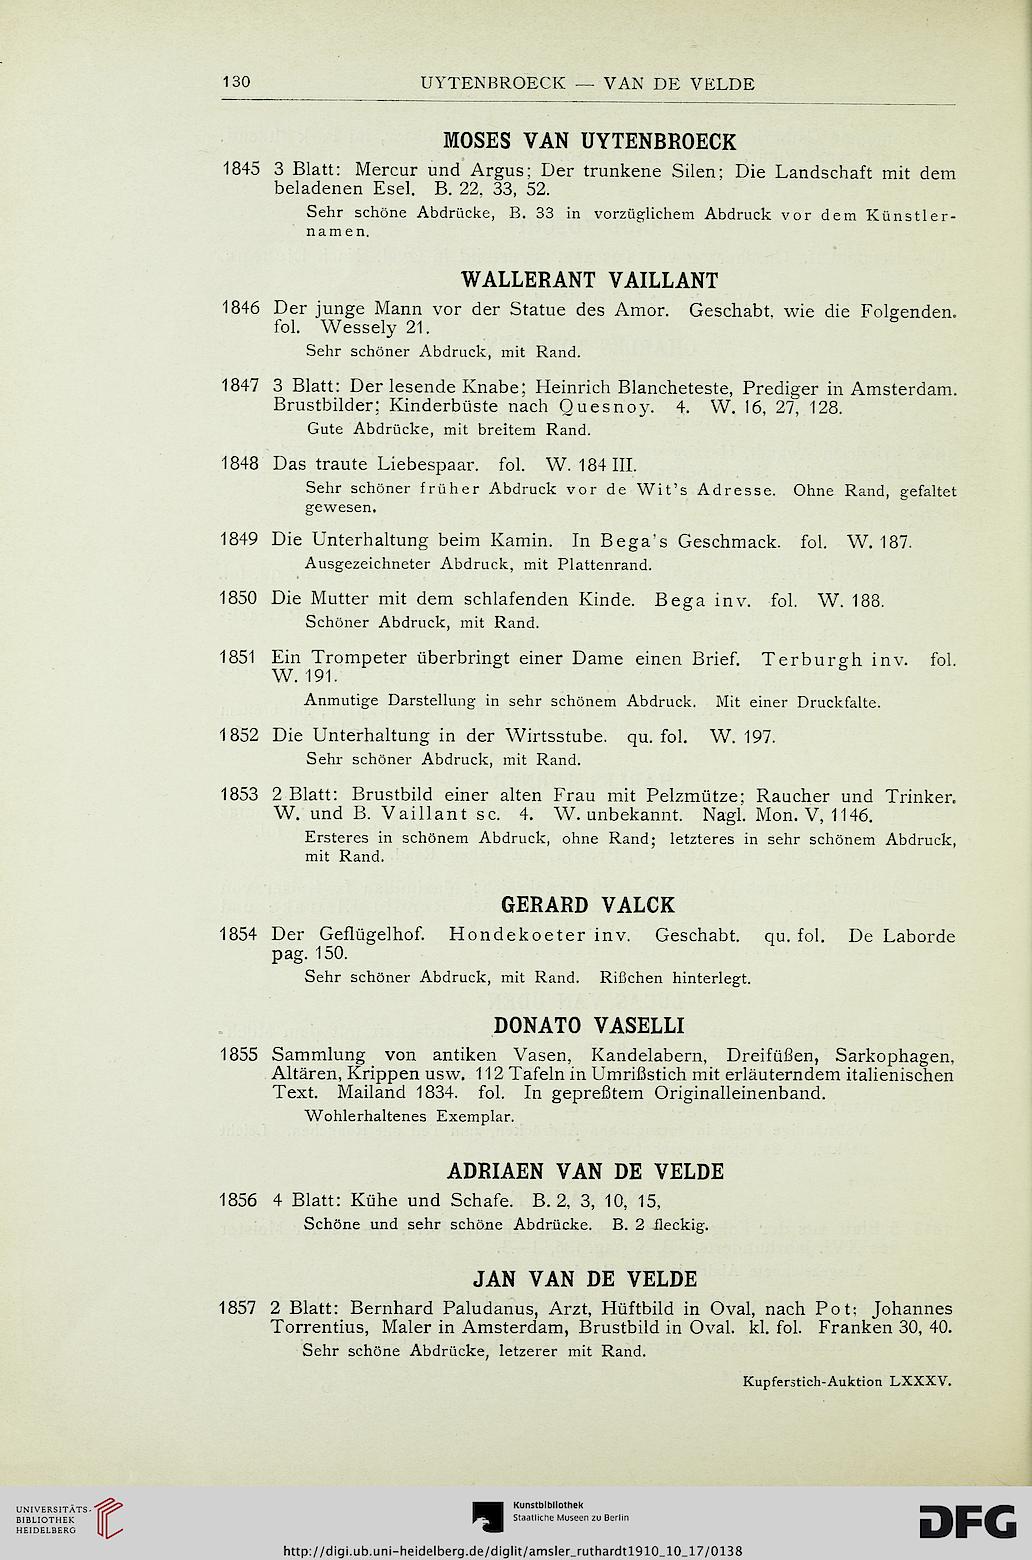 130 UYTENBROECK — VAN DE VELDE
MOSES VAN UYTENBROECK
1845 3 Blatt: Mercur und Argus; Der trunkene Silen; Die Landschaft mit dem
beladenen Esel. B. 22, 33, 52.
Sehr schöne Abdrücke, B. 33 in vorzüglichem Abdruck vor dem Künstler-
namen.
WALLERANT VAILLANT
1846 Der junge Mann vor der Statue des Amor. Geschabt, wie die Folgenden.
fol. Wessely 21.
Sehr schöner Abdruck, mit Rand.
1847 3 Blatt: Der lesende Knabe; Heinrich Blancheteste, Prediger in Amsterdam.
Brustbilder; Kinderbüste nach Quesnoy. 4. W. 16, 27, 128.
Gute Abdrücke, mit breitem Rand.
1848 Das traute Liebespaar. fol. W. 184 III.
Sehr schöner früher Abdruck vor de Wit's Adresse. Ohne Rand, gefaltet
gewesen.
1849 Die Unterhaltung beim Kamin. In Bega's Geschmack. fol. W. 187.
Ausgezeichneter Abdruck, mit Plattenrand.
1850 Die Mutter mit dem schlafenden Kinde. Bega inv. fol. W. 188.
Schöner Abdruck, mit Rand.
1851 Ein Trompeter überbringt einer Dame einen Brief. Terburgh inv. fol.
W. 191.
Anmutige Darstellung in sehr schönem Abdruck. Mit einer Druckfalte.
1852 Die Unterhaltung in der Wirtsstube. qu. fol. W. 197.
Sehr schöner Abdruck, mit Rand.
1853 2 Blatt: Brustbild einer alten Frau mit Pelzmütze; Raucher und Trinker.
W. und B. Vaillant sc. 4. W. unbekannt. Nagl. Mon. V, 1146.
Ersteres in schönem Abdruck, ohne Rand; letzteres in sehr schönem Abdruck,
mit Rand.
GERARD VALCK
1854 Der Geflügelhof. Hondekoeter inv. Geschabt. qu. fol. De Laborde
pag. 150.
Sehr schöner Abdruck, mit Rand. Rißchen hinterlegt.
DONATO VASELLI
1855 Sammlung von antiken Vasen, Kandelabern, Dreifüßen, Sarkophagen,
Altären, Krippen usw. 112 Tafeln in Umrißstich mit erläuterndem italienischen
Text. Mailand 1834. fol. In gepreßtem Originalleinenband.
Wohlerhaltenes Exemplar.
ADRIAEN VAN DE VELDE
1856 4 Blatt: Kühe und Schafe. B. 2, 3, 10, 15,
Schöne und sehr schöne Abdrücke. B. 2 fleckig.
JAN VAN DE VELDE
1857 2 Blatt: Bernhard Paludanus, Arzt, Hüftbild in Oval, nach Pot; Johannes
Torrentius, Maler in Amsterdam, Brustbild in Oval. kl. fol. Franken 30, 40.
Sehr schöne Abdrücke, letzerer mit Rand.
Kupferstich-Auktion LXXXV.
UNIVERSITÄTS-
BIBLIOTHEK
HEIDELBERG
Kunstbibliothek
Staatliche Museen zu Berlin
DFG
http://digi.ub.uni-heidelberg.de/diglit/amsler_ruthardt1910_10_17/0138